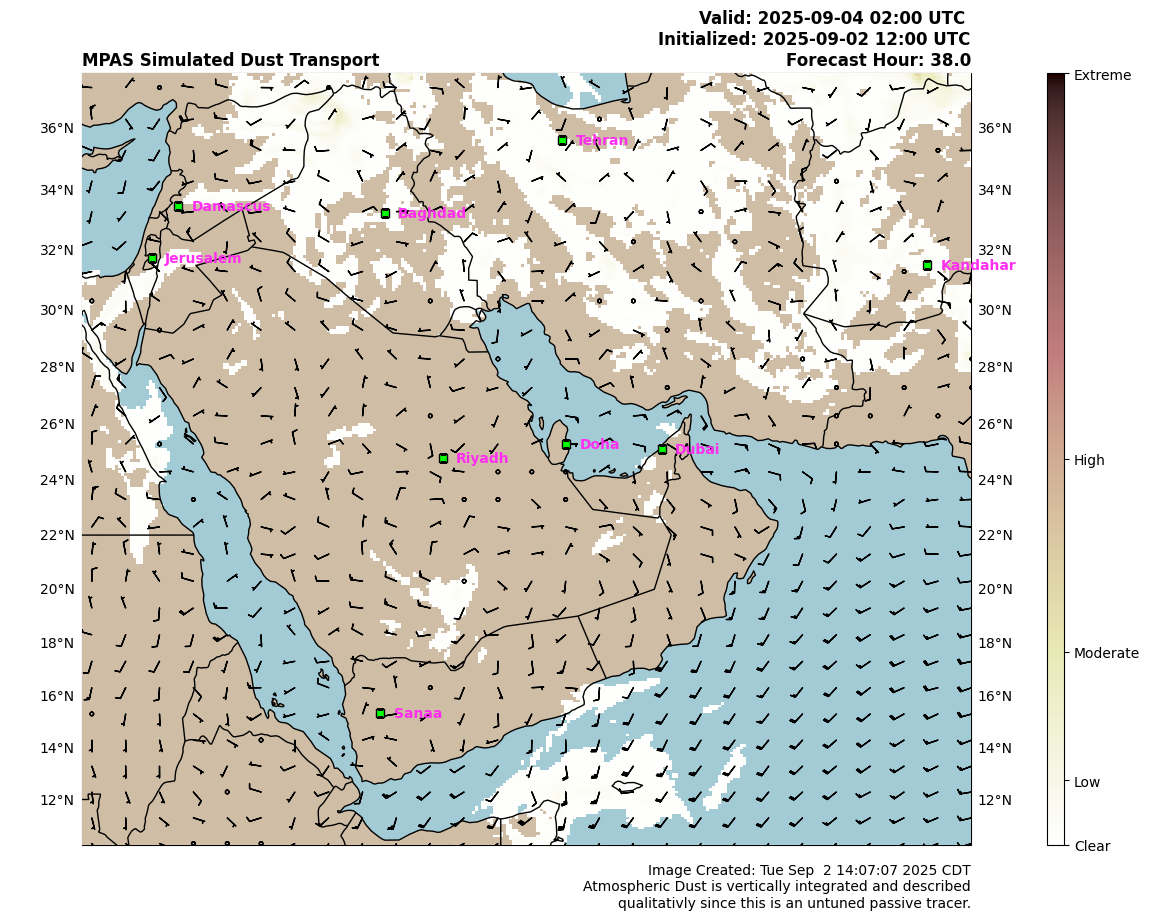 Valid: 2025-09-04 02:00 UTC
Initialized: 2025-09-02 12:00 UTC
MPAS Simulated Dust Transport
Forecast Hour: 38.0
Extreme
High
Moderate
Low
Clear
36°N
34°N
32°N
30°N
28°N
26°N
24°N
22°N
20°N
18°N
16°N
14°N
12°N
36°N
34°N
32°N
30°N
28°N
26°N
24°N
22°N
20°N
18°N
16°N
14°N
12°N
Tehran
Damascus
Baghdad
Jerusalem
Kandahar
Doha
Dubai
Riyadh
Sanaa
Image Created: Tue Sep  2 14:07:07 2025 CDT
Atmospheric Dust is vertically integrated and described
qualitativly since this is an untuned passive tracer.